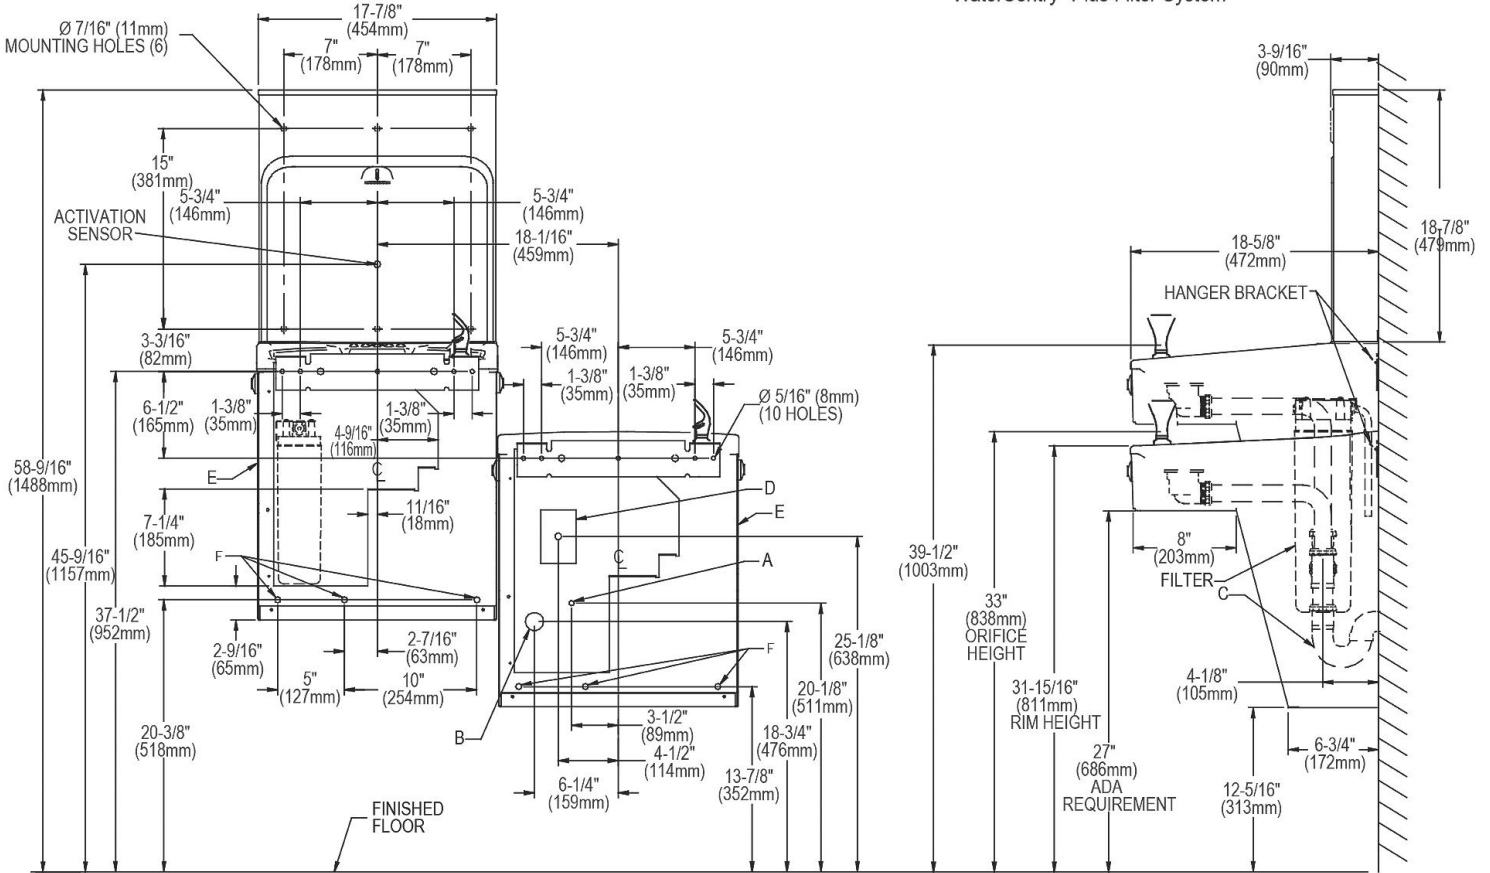 17-7/8"
(454mm)
Ø 7/16" (11mm)
MOUNTING HOLES (6)
7"
(178mm)
7"
(178mm)
15"
(381mm)
5-3/4"
(146mm)
5-3/4"
(146mm)
ACTIVATION
SENSOR
18-1/16"
(459mm)
3-3/16"
(82mm)
5-3/4"
(146mm)
5-3/4"
(146mm)
1-3/8"
(35mm)
1-3/8"
(35mm)
Ø 5/16" (8mm)
(10 HOLES)
6-1/2"
(165mm)
1-3/8"
(35mm)
1-3/8"
(35mm)
4-9/16"
(116mm)
C
L
58-9/16"
(1488mm)
E
D
E
11/16"
(18mm)
7-1/4"
(185mm)
45-9/16"
(1157mm)
F
C
L
A
37-1/2"
(952mm)
2-9/16"
(65mm)
2-7/16"
(63mm)
25-1/8"
(638mm)
F
5"
(127mm)
10"
(254mm)
20-1/8"
(511mm)
20-3/8"
(518mm)
B
3-1/2"
(89mm)
18-3/4"
(476mm)
4-1/2"
(114mm)
6-1/4"
(159mm)
13-7/8"
(352mm)
FINISHED
FLOOR
3-9/16"
(90mm)
18-7/8"
(479mm)
18-5/8"
(472mm)
HANGER BRACKET
39-1/2"
(1003mm)
8"
(203mm)
FILTER
C
33"
(838mm)
ORIFICE
HEIGHT
4-1/8"
(105mm)
31-15/16"
(811mm)
RIM HEIGHT
27"
(686mm)
ADA
REQUIREMENT
6-3/4"
(172mm)
12-5/16"
(313mm)